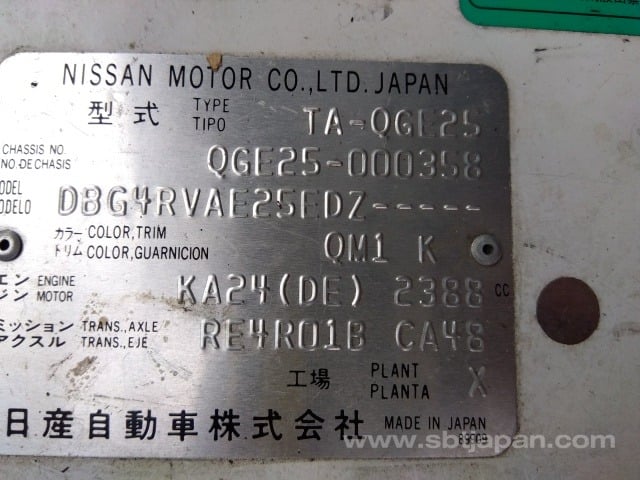 NISSAN MOTOR CO.,LTD. JAPAN
型式 TYPE TIPO TA-QGE25
CHASSIS NO. NO. DE CHASIS QGE25-000358
MODEL MODELO DBG4RVAE25EDZ-----
カラー COLOR, TRIM
トリム COLOR, GUARNICION QM1 K
エンジン ENGINE MOTOR KA24(DE) 2388 CC
ミッション TRANS., AXLE
アクスル TRANS., EJE RE4R01B CA48
工場 PLANT PLANTA X
日産自動車株式会社 MADE IN JAPAN
www.sbtjapan.com